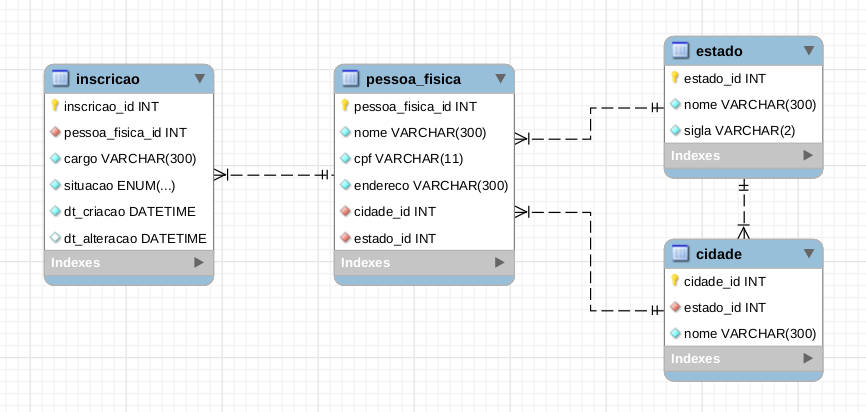 inscricao
inscricao_id INT
pessoa_fisica_id INT
cargo VARCHAR(300)
situacao ENUM(...)
dt_criacao DATETIME
dt_alteracao DATETIME
Indexes
pessoa_fisica
pessoa_fisica_id INT
nome VARCHAR(300)
cpf VARCHAR(11)
endereco VARCHAR(300)
cidade_id INT
estado_id INT
Indexes
estado
estado_id INT
nome VARCHAR(300)
sigla VARCHAR(2)
Indexes
cidade
cidade_id INT
estado_id INT
nome VARCHAR(300)
Indexes